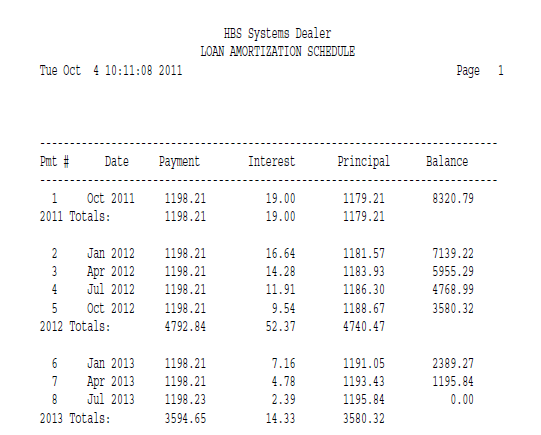 HBS Systems Dealer
LOAN AMORTIZATION SCHEDULE
Tue Oct  4 10:11:08 2011 Page  1
Pmt # Date Payment Interest Principal Balance
1 Oct 2011 1198.21 19.00 1179.21 8320.79
2011 Totals: 1198.21 19.00 1179.21
2 Jan 2012 1198.21 16.64 1181.57 7139.22
3 Apr 2012 1198.21 14.28 1183.93 5955.29
4 Jul 2012 1198.21 11.91 1186.30 4768.99
5 Oct 2012 1198.21 9.54 1188.67 3580.32
2012 Totals: 4792.84 52.37 4740.47
6 Jan 2013 1198.21 7.16 1191.05 2389.27
7 Apr 2013 1198.21 4.78 1193.43 1195.84
8 Jul 2013 1198.23 2.39 1195.84 0.00
2013 Totals: 3594.65 14.33 3580.32